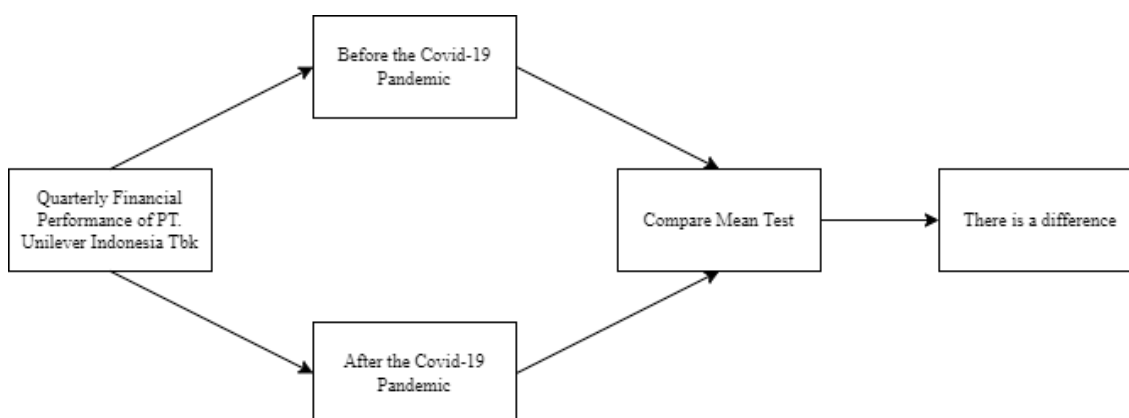 Before the Covid-19
Pandemic
Quarterly Financial
Performance of PT.
Unilever Indonesia Tbk
Compare Mean Test
There is a difference
After the Covid-19
Pandemic